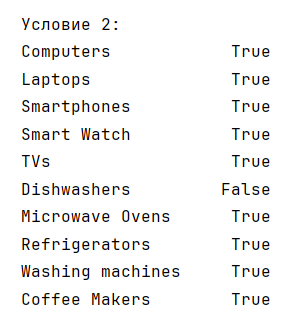 Условие 2:
Computers True
Laptops True
Smartphones True
Smart Watch True
TVs True
Dishwashers False
Microwave Ovens True
Refrigerators True
Washing machines True
Coffee Makers True